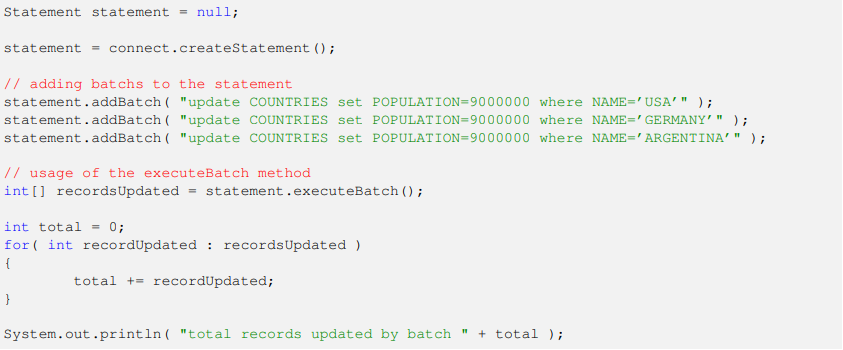 Statement statement = null;
statement = connect.createStatement();
// adding batchs to the statement
statement.addBatch( "update COUNTRIES set POPULATION=9000000 where NAME=’USA’" );
statement.addBatch( "update COUNTRIES set POPULATION=9000000 where NAME=’GERMANY’" );
statement.addBatch( "update COUNTRIES set POPULATION=9000000 where NAME=’ARGENTINA’" );
// usage of the executeBatch method
int[] recordsUpdated = statement.executeBatch();
int total = 0;
for( int recordUpdated : recordsUpdated )
{
total += recordUpdated;
}
System.out.println( "total records updated by batch " + total );